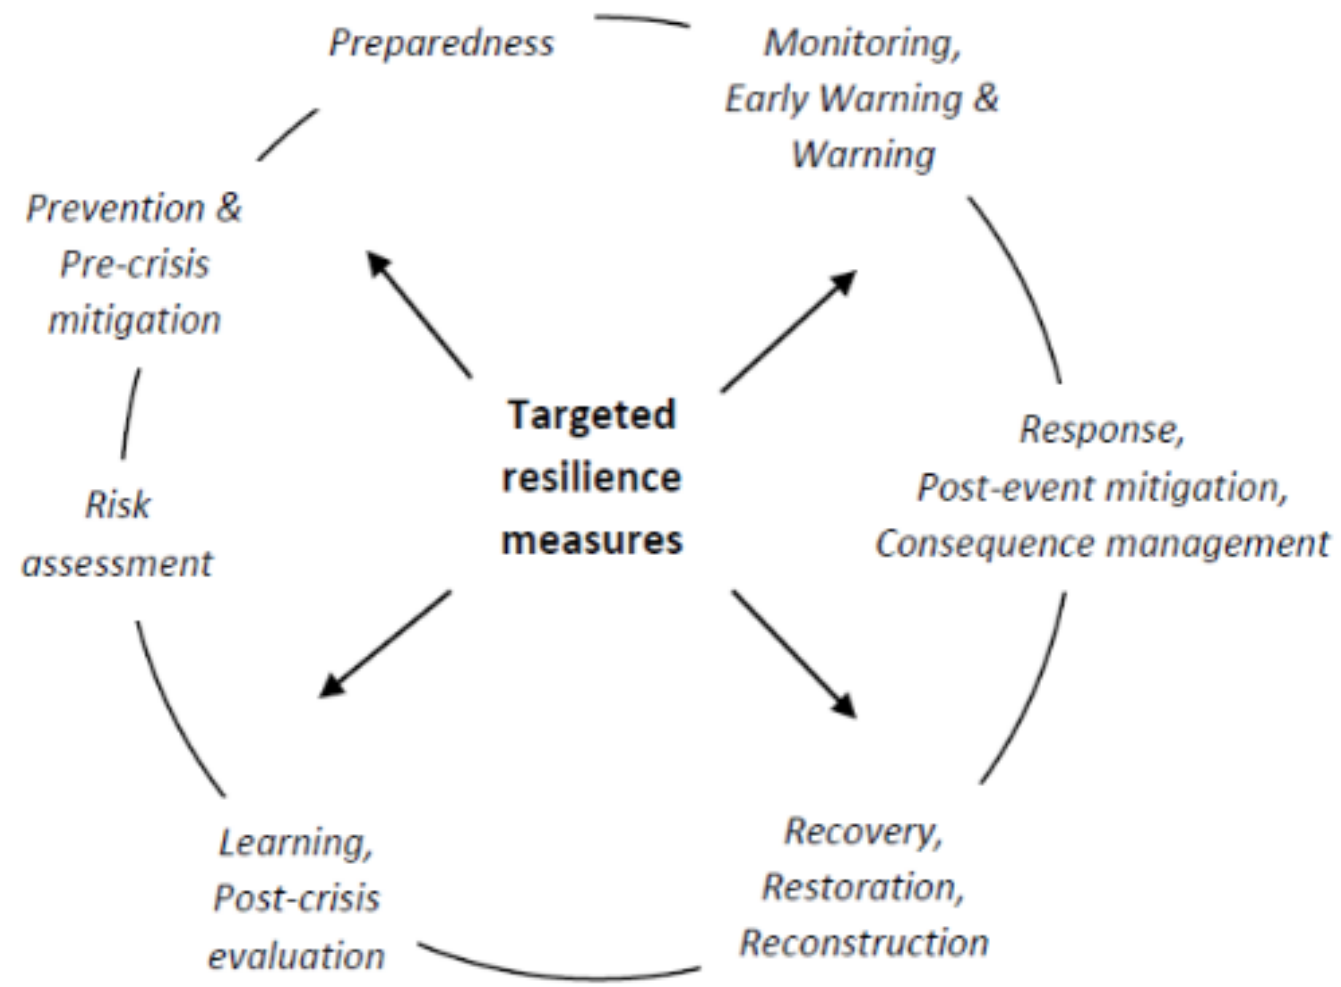 Preparedness
Monitoring,
Early Warning &
Warning
Prevention &
Pre-crisis
mitigation
Targeted
resilience
measures
Response,
Post-event mitigation,
Consequence management
Risk
assessment
Learning,
Post-crisis
evaluation
Recovery,
Restoration,
Reconstruction